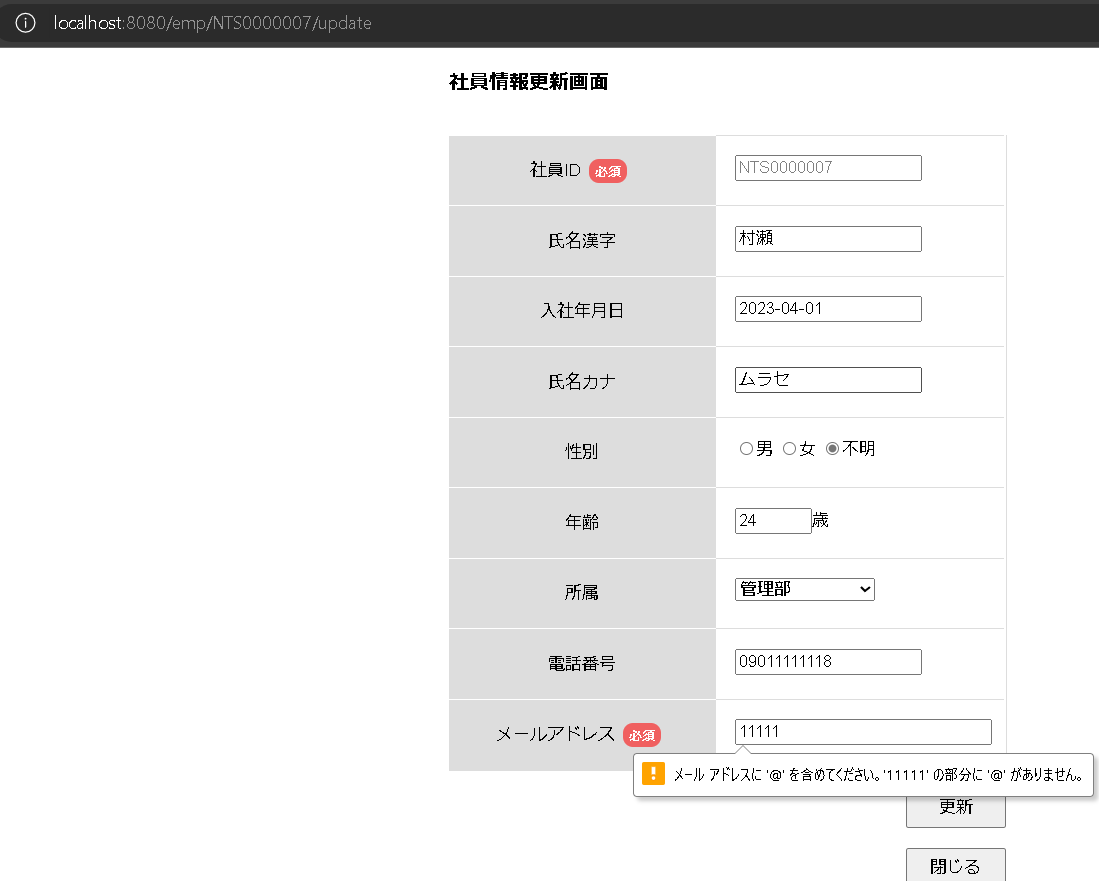 localhost:8080/emp/NTS0000007/update
社員情報更新画面
社員ID 必須 NTS0000007
氏名漢字 村瀬
入社年月日 2023-04-01
氏名カナ ムラセ
性別 男 女 不明
年齢 24 歳
所属 管理部
電話番号 09011111118
メールアドレス 必須 11111
メール アドレスに '@' を含めてください。'11111' の部分に '@' がありません。
更新
閉じる